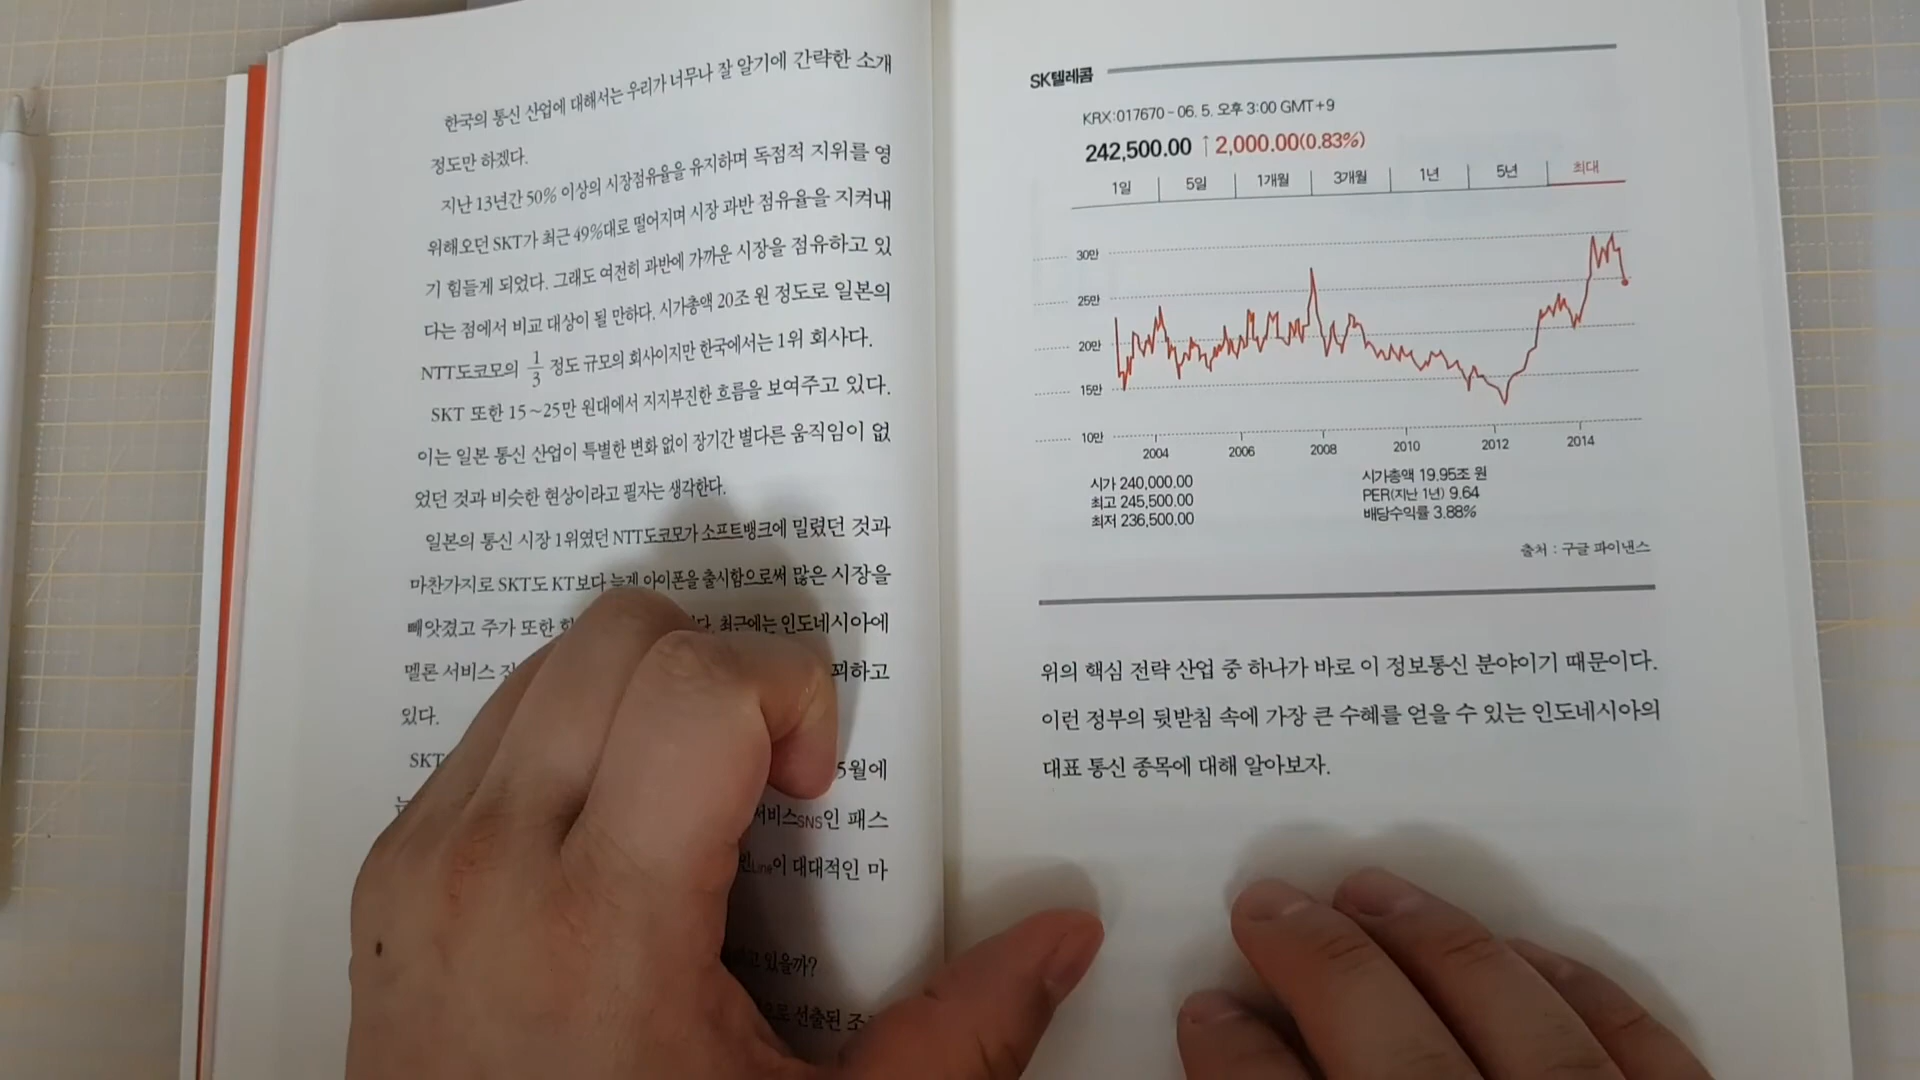 한국의 통신 산업에 대해서는 우리가 너무나 잘 알기에 간략한 소개
정도만 하겠다.
지난 13년간 50% 이상의 시장점유율을 유지하며 독점적 지위를 영
위해오던 SKT가 최근 49%대로 떨어지며 시장 과반 점유율을 지켜내
기 힘들게 되었다. 그래도 여전히 과반에 가까운 시장을 점유하고 있
다는 점에서 비교 대상이 될 만하다. 시가총액 20조 원 정도로 일본의
NTT도코모의 1/3 정도 규모의 회사이지만 한국에서는 1위 회사다.
SKT 또한 15~25만 원대에서 지지부진한 흐름을 보여주고 있다.
이는 일본 통신 산업이 특별한 변화 없이 장기간 별다른 움직임이 없
었던 것과 비슷한 현상이라고 필자는 생각한다.
일본의 통신 시장 1위였던 NTT도코모가 소프트뱅크에 밀렸던 것과
마찬가지로 SKT도 KT보다 늦게 아이폰을 출시함으로써 많은 시장을
빼앗겼고 주가 또한 최근에는 인도네시아에
멜론 서비스 꾀하고
있다.
SKT 5월에
서비스SNS인 패스
Line이 대대적인 마
있을까?
선출된 조
SK텔레콤
KRX:017670 - 06. 5. 오후 3:00 GMT+9
242,500.00 ↑2,000.00(0.83%)
1일 5일 1개월 3개월 1년 5년 최대
30만
25만
20만
15만
10만
2004 2006 2008 2010 2012 2014
시가 240,000.00
최고 245,500.00
최저 236,500.00
시가총액 19.95조 원
PER(지난 1년) 9.64
배당수익률 3.88%
출처 : 구글 파이낸스
위의 핵심 전략 산업 중 하나가 바로 이 정보통신 분야이기 때문이다.
이런 정부의 뒷받침 속에 가장 큰 수혜를 얻을 수 있는 인도네시아의
대표 통신 종목에 대해 알아보자.